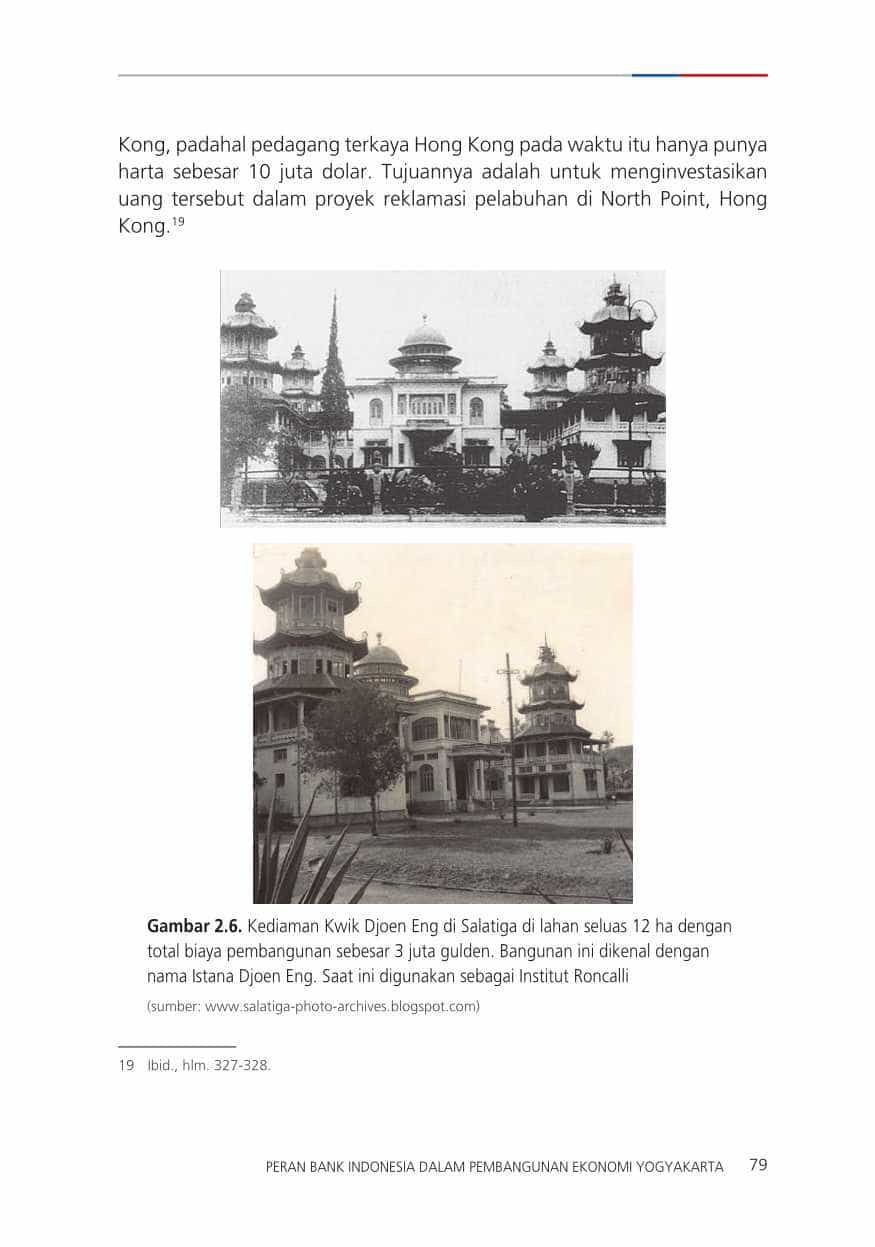 Kong, padahal pedagang terkaya Hong Kong pada waktu itu hanya punya
harta sebesar 10 juta dolar. Tujuannya adalah untuk menginvestasikan
uang tersebut dalam proyek reklamasi pelabuhan di North Point, Hong
Kong.19
Gambar 2.6. Kediaman Kwik Djoen Eng di Salatiga di lahan seluas 12 ha dengan
total biaya pembangunan sebesar 3 juta gulden. Bangunan ini dikenal dengan
nama Istana Djoen Eng. Saat ini digunakan sebagai Institut Roncalli
(sumber: www.salatiga-photo-archives.blogspot.com)
19 Ibid., hlm. 327-328.
PERAN BANK INDONESIA DALAM PEMBANGUNAN EKONOMI YOGYAKARTA 79